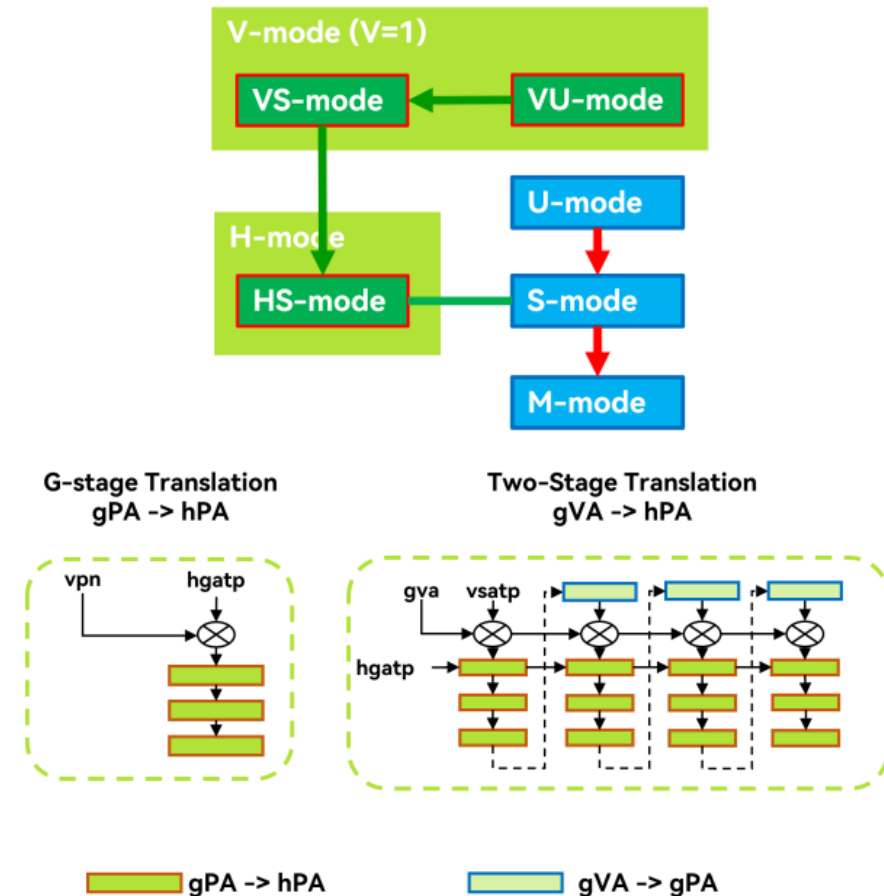 V-mode (V=1)
VS-mode
VU-mode
U-mode
H-mode
HS-mode
S-mode
M-mode
G-stage Translation
gPA -> hPA
Two-Stage Translation
gVA -> hPA
vpn
hgatp
gva
vsatp
hgatp
gPA -> hPA
gVA -> gPA